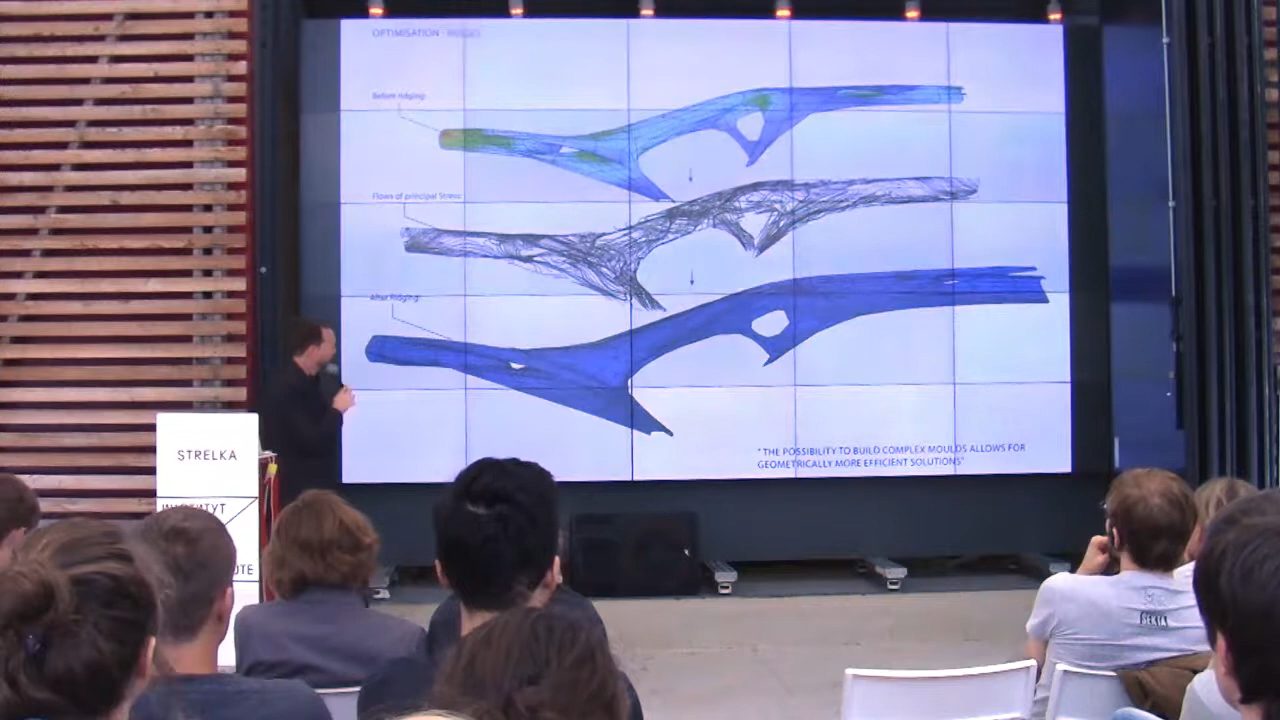 OPTIMISATION -
Before ridging:
Flows of principal Stress:
After Ridging:
" THE POSSIBILITY TO BUILD COMPLEX MOULDS ALLOWS FOR
GEOMETRICALLY MORE EFFICIENT SOLUTIONS"
STRELKA